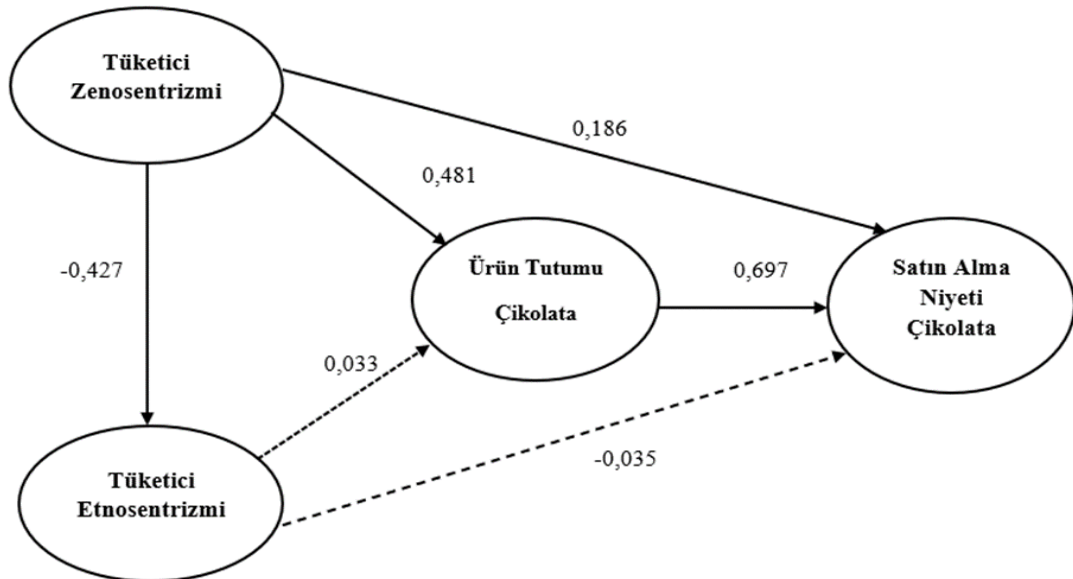 Tüketici
Zenosentrizmi
0,186
0,481
-0,427
Ürün Tutumu
Çikolata
0,697
Satın Alma
Niyeti
Çikolata
0,033
-0,035
Tüketici
Etnosentrizmi